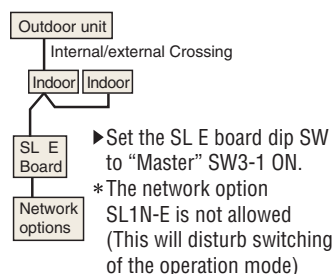 Outdoor unit
Internal/external Crossing
Indoor Indoor
SL E
Board
Network
options
▶Set the SL E board dip SW
to “Master” SW3-1 ON.
*The network option
SL1N-E is not allowed
(This will disturb switching
of the operation mode)